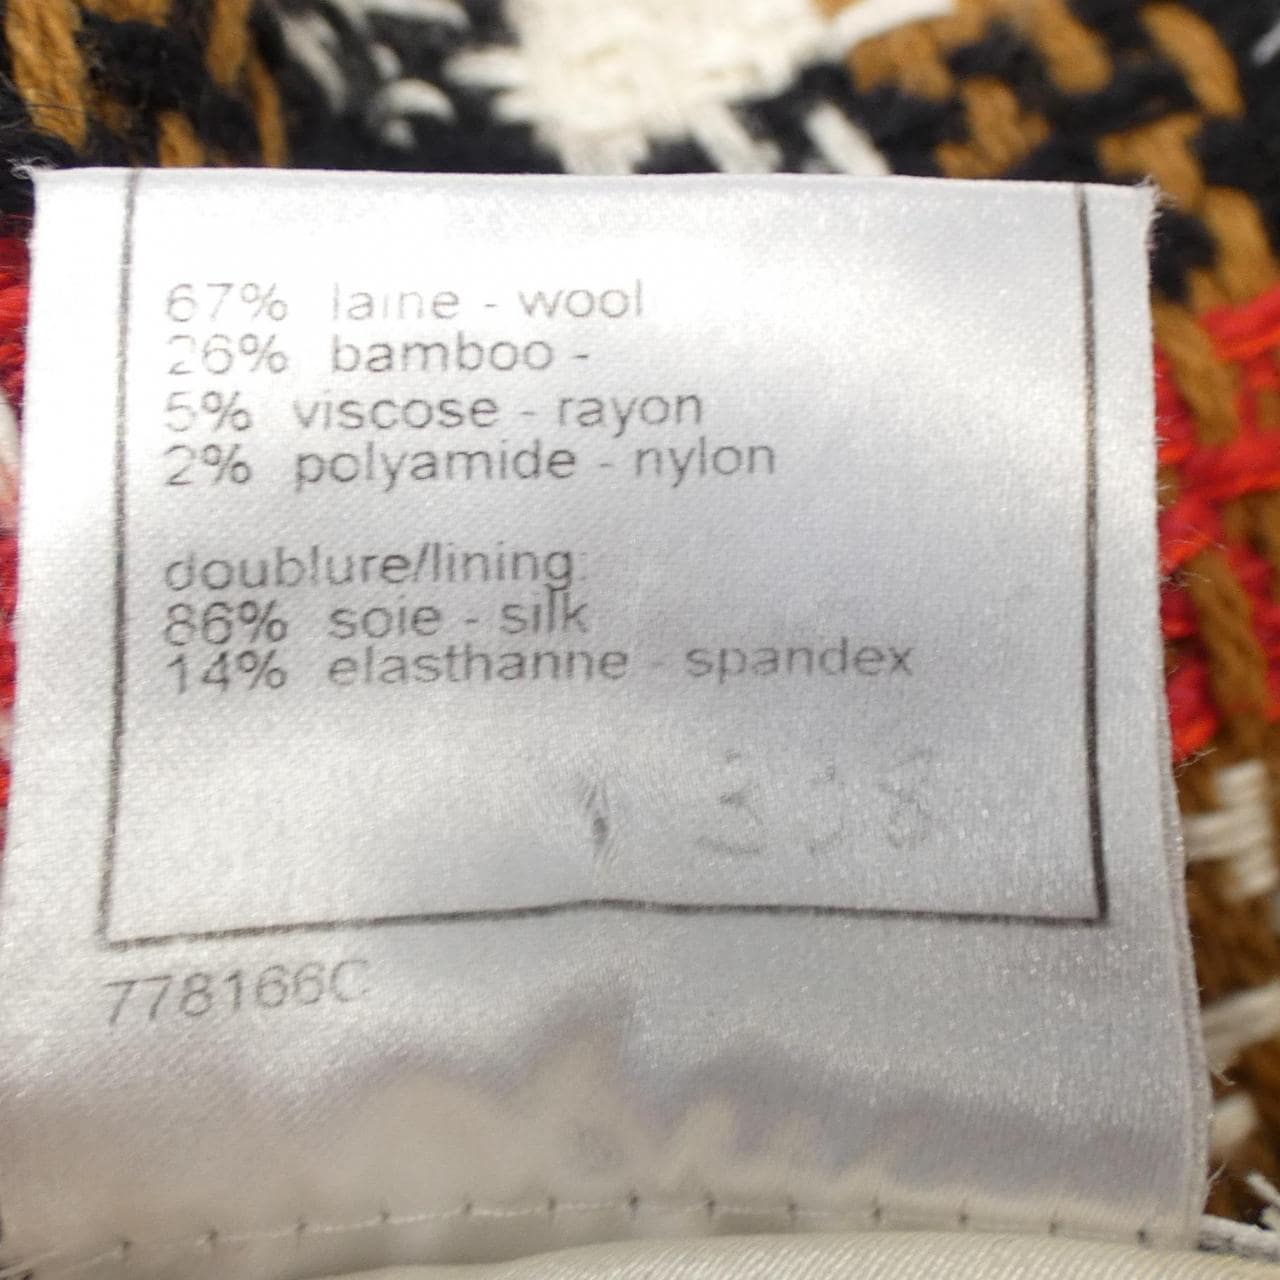 67% laine - wool
26% bamboo -
5% viscose - rayon
2% polyamide - nylon
doublure/lining:
86% soie - silk
14% elasthanne - spandex
778166C